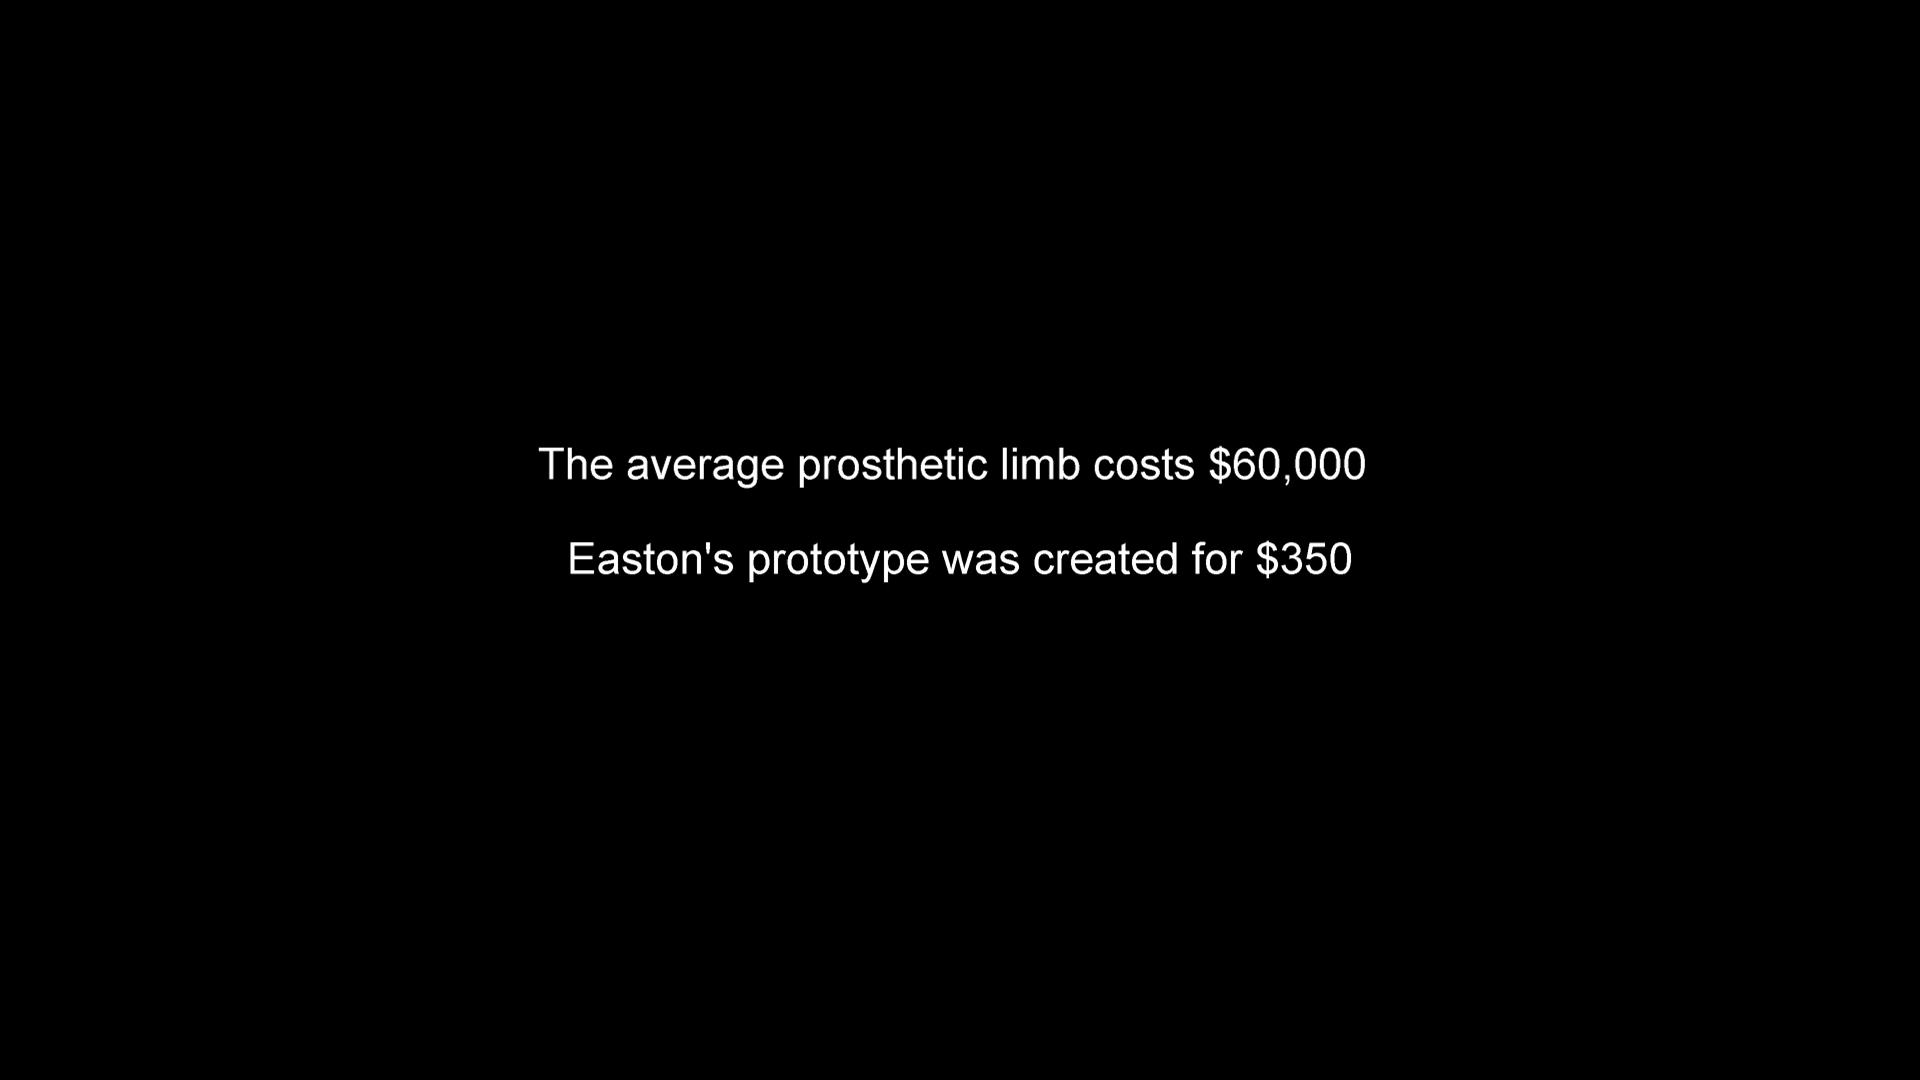 The average prosthetic limb costs $60,000
Easton's prototype was created for $350